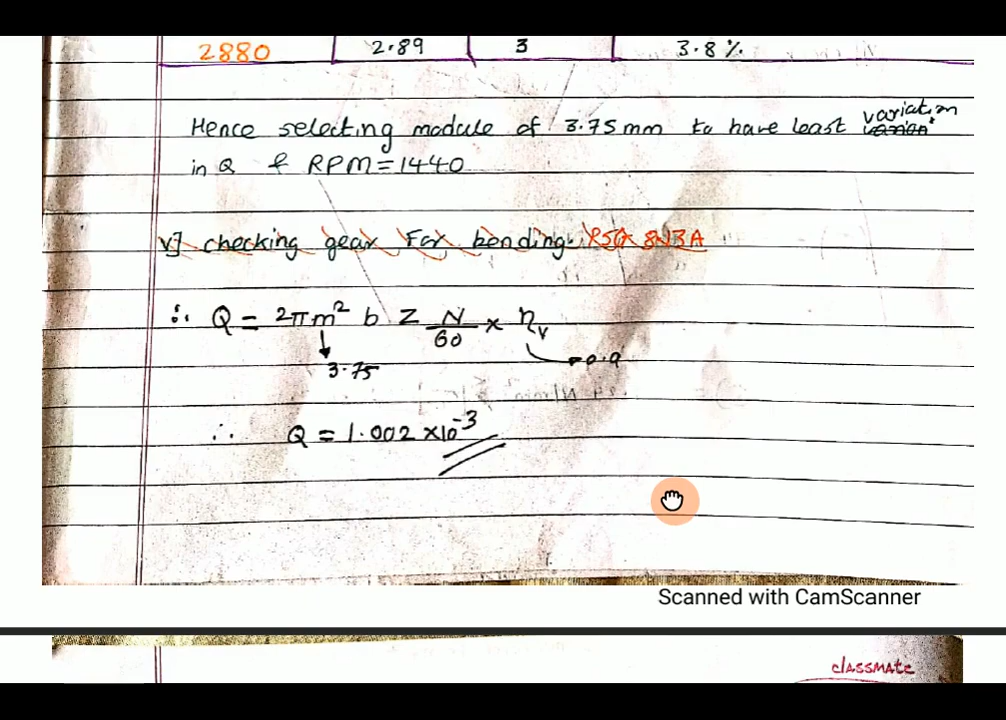 2880 2.89 3 3.8 %
Hence selecting module of 3.75 mm to have least variation
in Q & RPM=1440
v] checking gear For bending:
∴ Q = 2πm² b Z N/60 × η_v
3.75 0.9
∴ Q = 1.002 ×10⁻³
Scanned with CamScanner
classmate